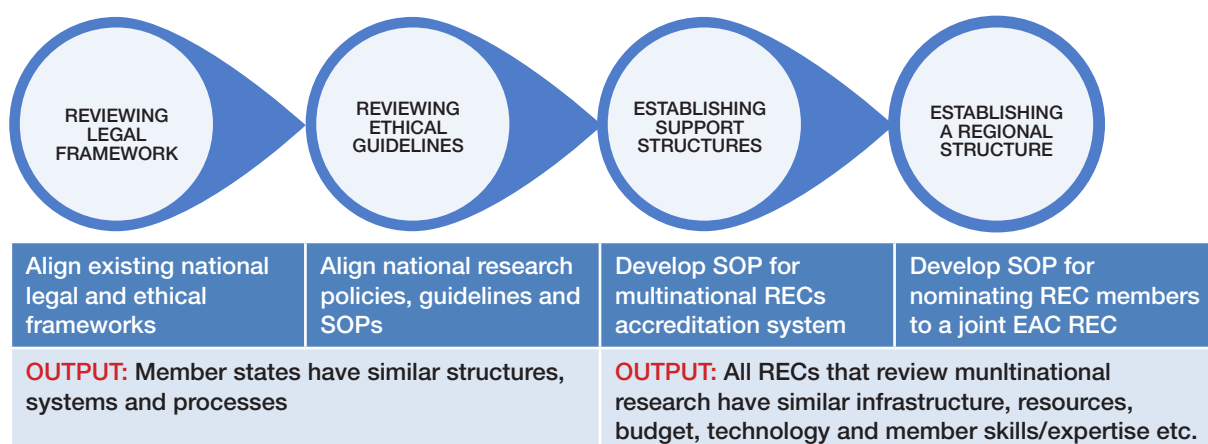 REVIEWING
LEGAL
FRAMEWORK
REVIEWING
ETHICAL
GUIDELINES
ESTABLISHING
SUPPORT
STRUCTURES
ESTABLISHING
A REGIONAL
STRUCTURE
Align existing national
legal and ethical
frameworks
Align national research
policies, guidelines and
SOPs
Develop SOP for
multinational RECs
accreditation system
Develop SOP for
nominating REC members
to a joint EAC REC
OUTPUT: Member states have similar structures,
systems and processes
OUTPUT: All RECs that review munltinational
research have similar infrastructure, resources,
budget, technology and member skills/expertise etc.